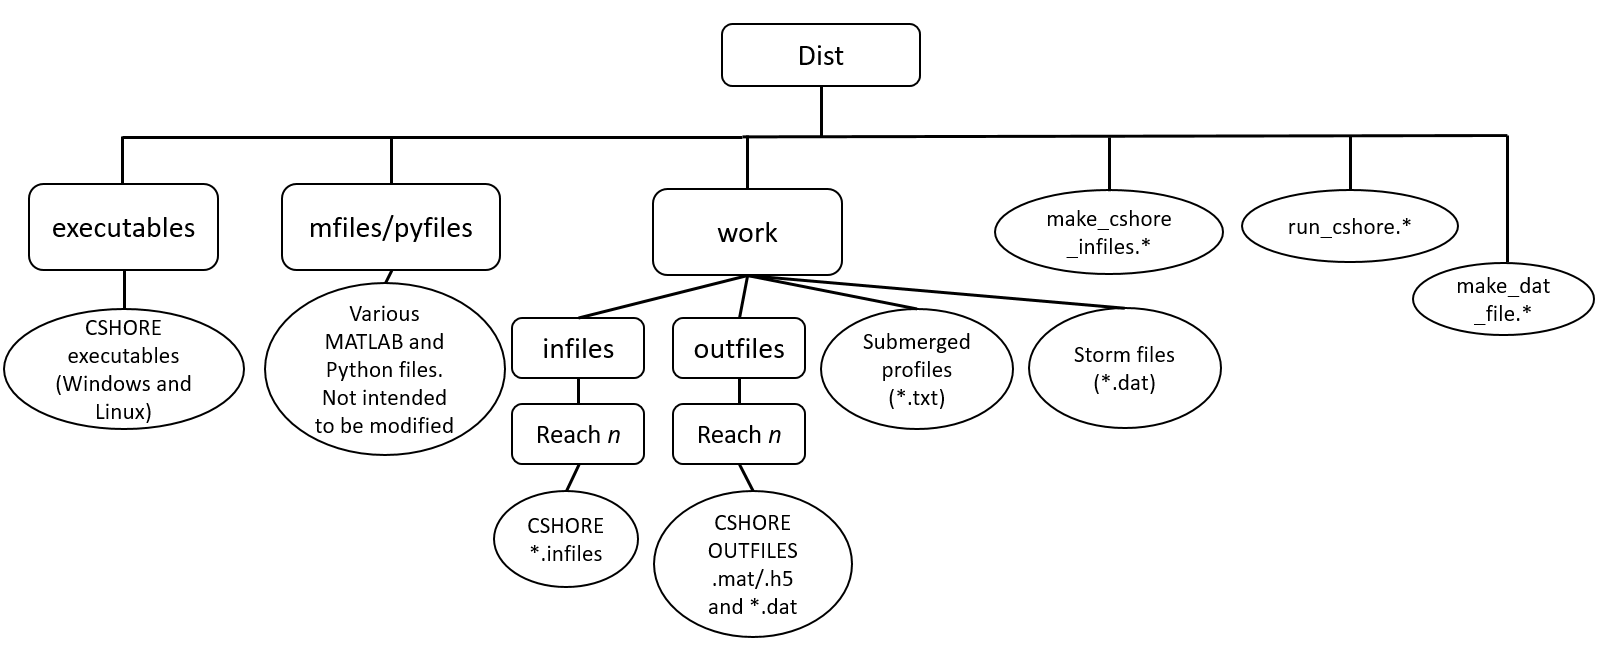 Dist
executables
mfiles/pyfiles
work
make_cshore
_infiles.*
run_cshore.*
make_dat
_file.*
CSHORE
executables
(Windows and
Linux)
Various
MATLAB and
Python files.
Not intended
to be modified
infiles
outfiles
Submerged
profiles
(*.txt)
Storm files
(*.dat)
Reach n
Reach n
CSHORE
*.infiles
CSHORE
OUTFILES
.mat/.h5
and *.dat